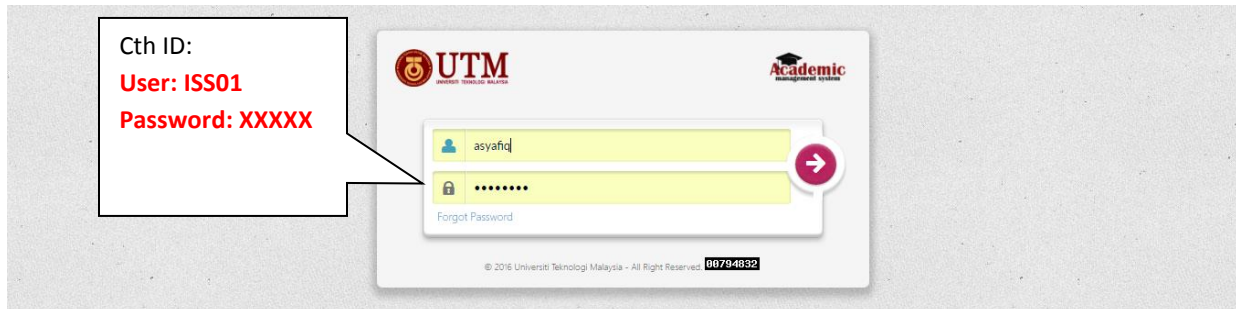 Cth ID:
User: ISS01
Password: XXXXX
UTM
UNIVERSITI TEKNOLOGI MALAYSIA
Academic
management system
asyafiq
••••••••
Forgot Password
© 2016 Universiti Teknologi Malaysia - All Right Reserved. 00794832